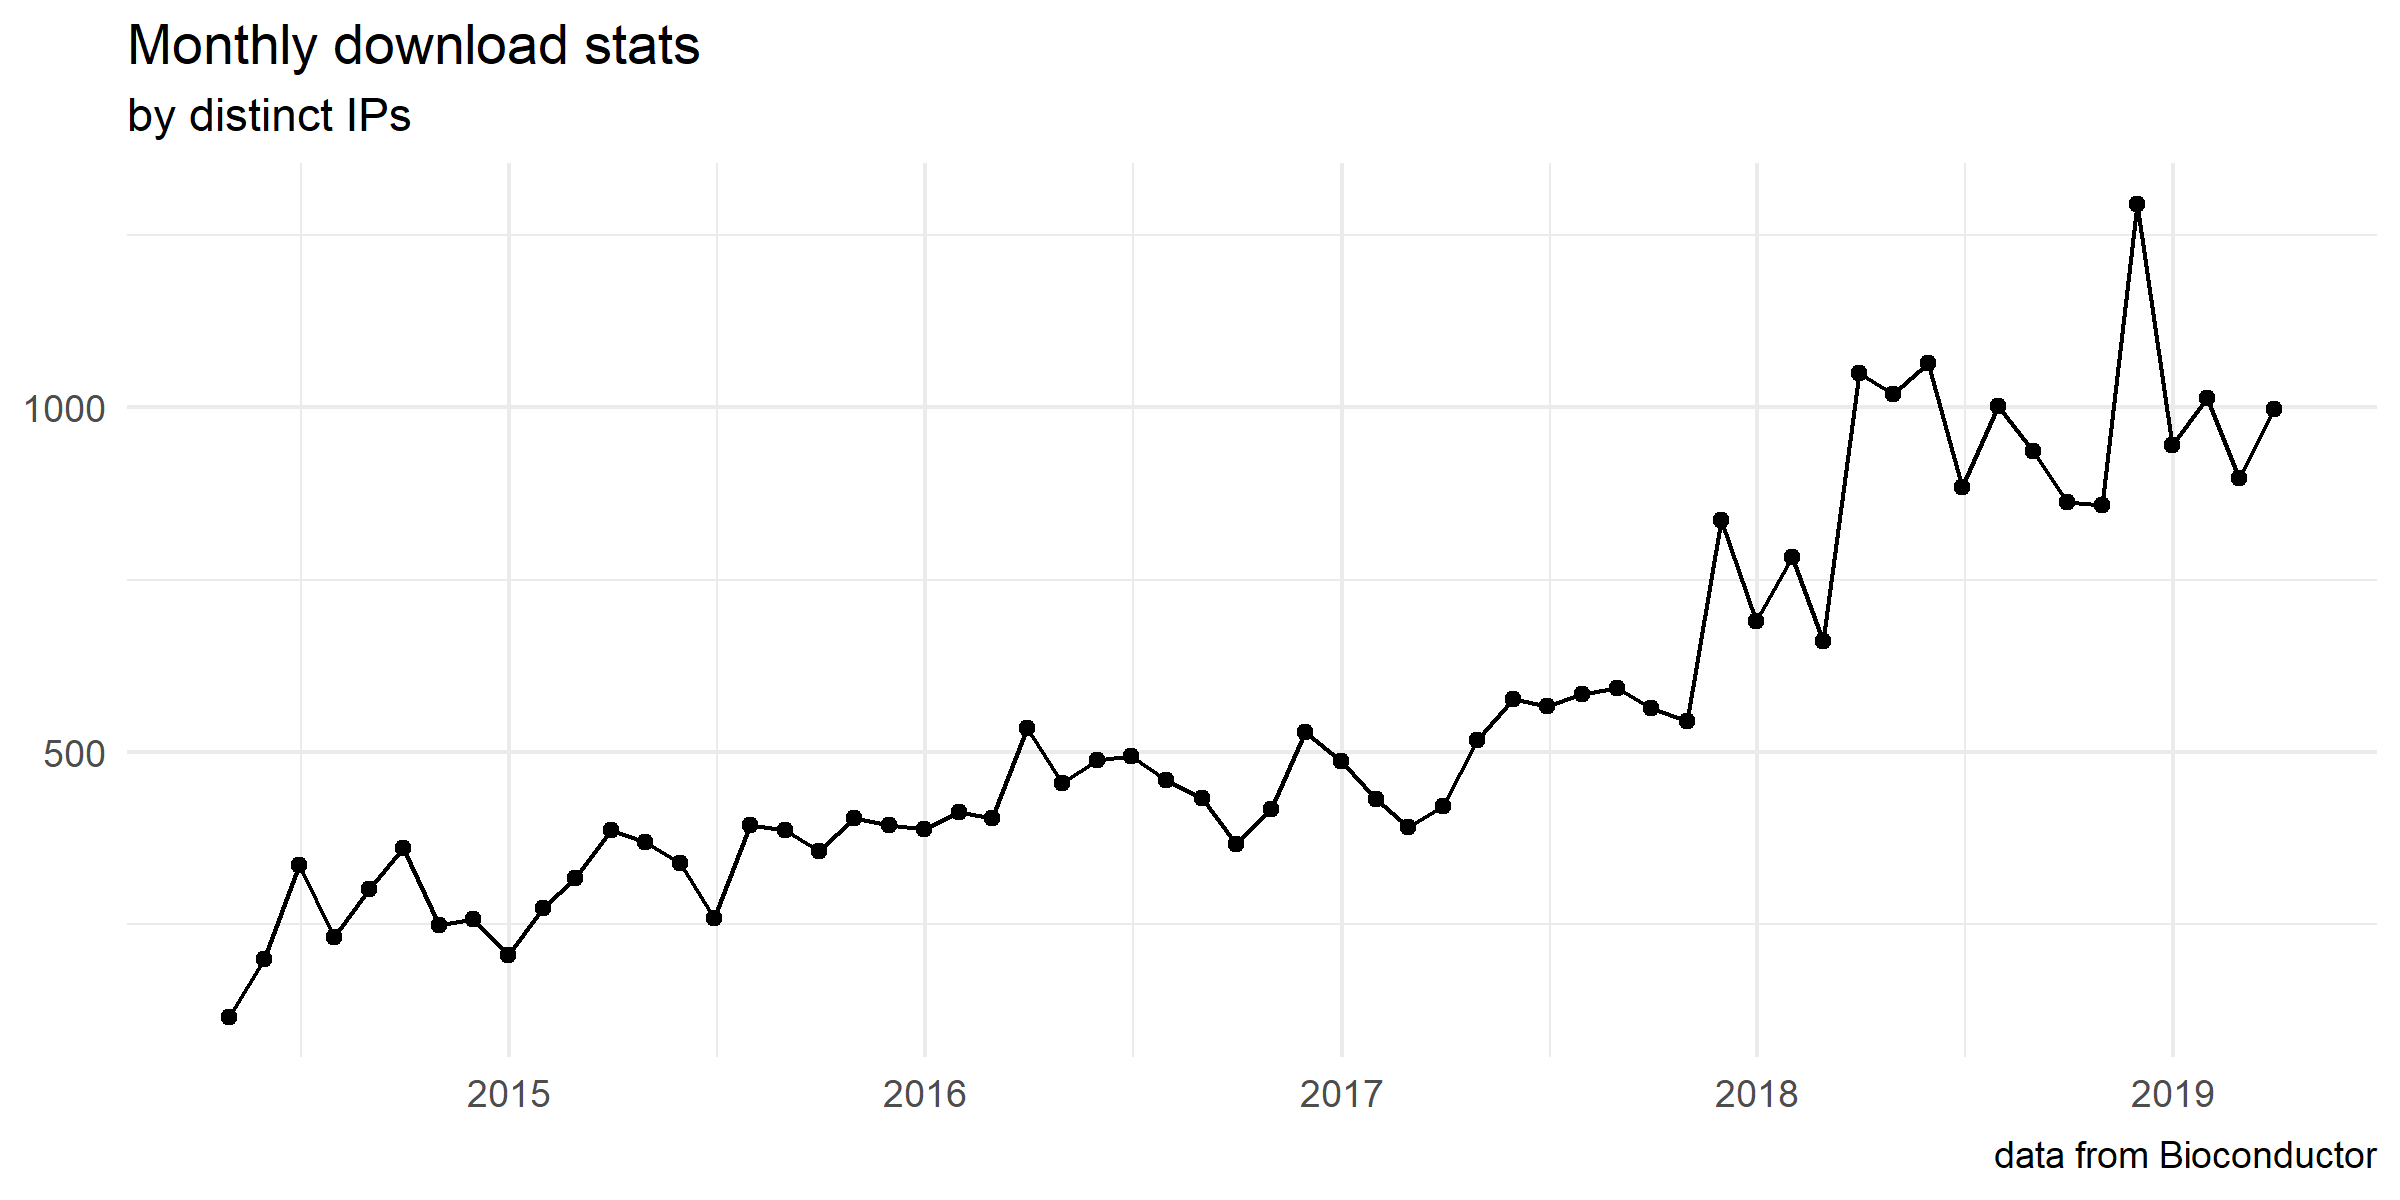 Monthly download stats
by distinct IPs
1000
500
2015 2016 2017 2018 2019
data from Bioconductor